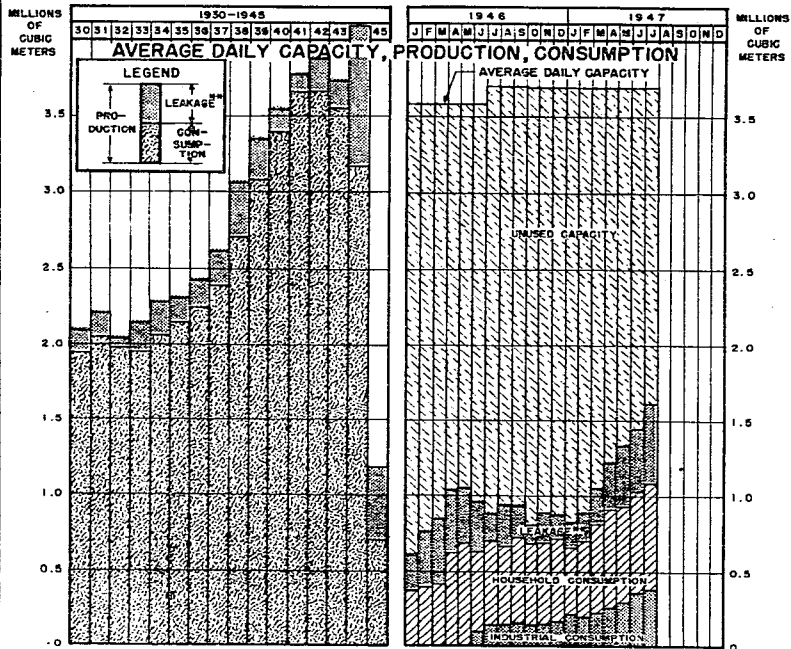 MILLIONS OF CUBIC METERS
1930-1945
30 31 32 33 34 35 36 37 38 39 40 41 42 43 45
1946 1947
J F M A M J J A S O N D J F M A M J J A S O N D
MILLIONS OF CUBIC METERS
AVERAGE DAILY CAPACITY, PRODUCTION, CONSUMPTION
LEGEND
PRO-
DUCTION
LEAKAGE**
CON-
SUMP-
TION
AVERAGE DAILY CAPACITY
UNUSED CAPACITY
LEAKAGE**
HOUSEHOLD CONSUMPTION
INDUSTRIAL CONSUMPTION
3.5
3.0
2.5
2.0
1.5
1.0
0.5
0
3.5
3.0
2.5
2.0
1.5
1.0
0.5
0